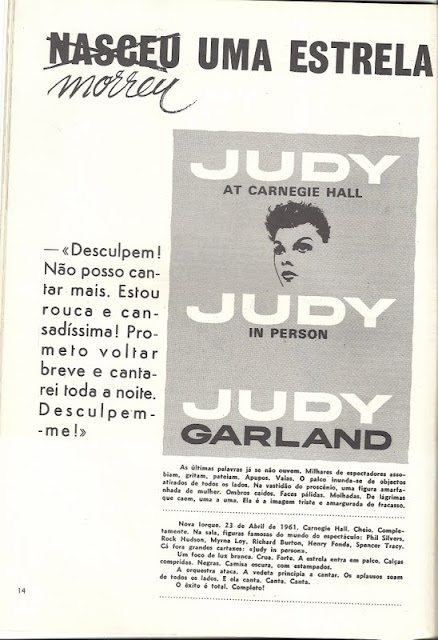 NASCEU UMA ESTRELA
morreu
JUDY
AT CARNEGIE HALL
JUDY
IN PERSON
JUDY
GARLAND
—«Desculpem!
Não posso can-
tar mais. Estou
rouca e can-
sadíssima! Pro-
meto voltar
breve e canta-
rei toda a noite.
Desculpem-
-me!»
As últimas palavras já se não ouvem. Milhares de espectadores asso-
biam, gritam, pateiam. Apupos. Vaias. O palco inunda-se de objectos
atirados de todos os lados. Na vastidão do proscénio, uma figura amarfa-
nhada de mulher. Ombros caídos. Faces pálidas. Molhadas. De lágrimas
que caem, uma a uma. Ela é a imagem triste e amargurada do fracasso.
Nova Iorque. 23 de Abril de 1961, Carnegie Hall. Cheio. Comple-
tamente. Na sala, figuras famosas do mundo do espectáculo: Phil Silvers,
Rock Hudson, Myrna Loy, Richard Burton, Henry Fonda, Spencer Tracy.
Cá fora grandes cartazes: «Judy in person».
Um foco de luz branca. Crua. Forte. A estrela entra em palco. Calças
compridas. Negras. Camisa escura, com estampados.
A orquestra ataca. A vedeta principia a cantar. Os aplausos soam
de todos os lados. E ela canta. Canta. Canta.
O êxito é total. Completo!
14